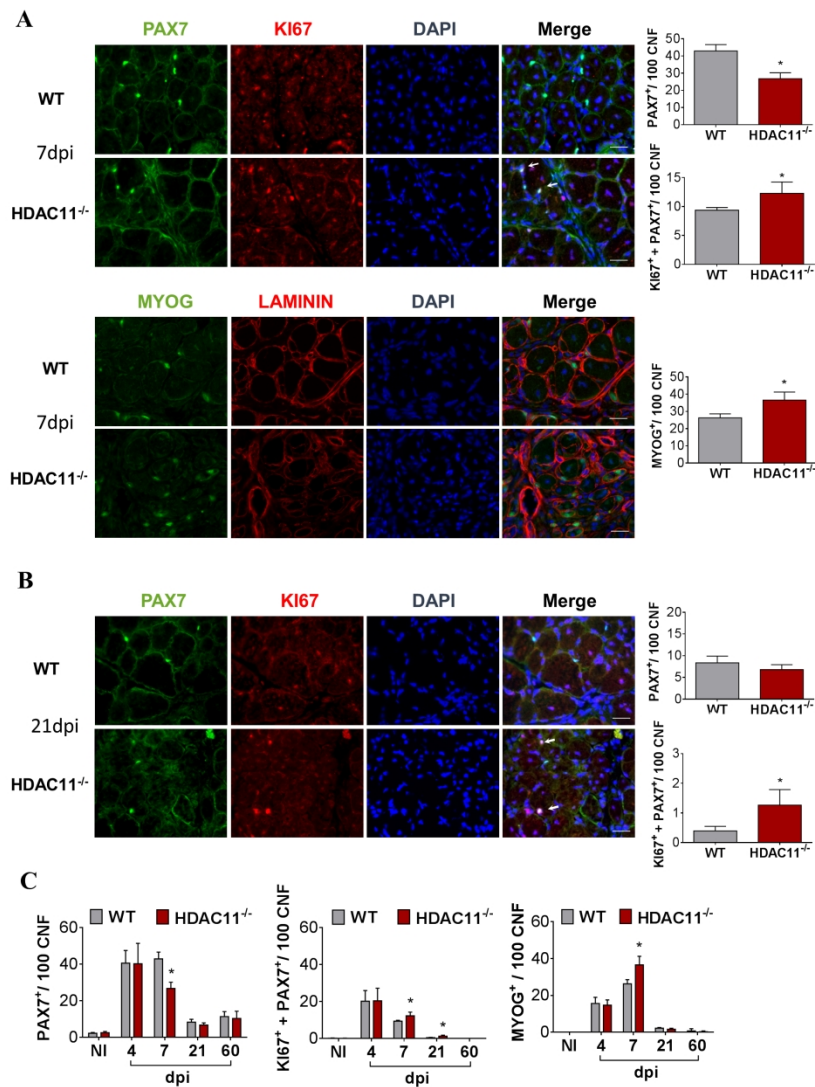 A
PAX7 KI67 DAPI Merge
WT
7dpi
HDAC11-/-
PAX7+/ 100 CNF
50
40
30
20
10
0
*
WT HDAC11-/-
KI67+ + PAX7+/ 100 CNF
15
10
5
0
*
WT HDAC11-/-
MYOG LAMININ DAPI Merge
WT
7dpi
HDAC11-/-
MYOG+/ 100 CNF
50
40
30
20
10
0
*
WT HDAC11-/-
B
PAX7 KI67 DAPI Merge
WT
21dpi
HDAC11-/-
PAX7+/ 100 CNF
20
15
10
5
0
WT HDAC11-/-
KI67+ + PAX7+/ 100 CNF
3
2
1
0
*
WT HDAC11-/-
C
WT HDAC11-/-
PAX7+/ 100 CNF
60
40
20
0
*
NI 4 7 21 60
dpi
WT HDAC11-/-
KI67+ + PAX7+ / 100 CNF
60
40
20
0
* *
NI 4 7 21 60
dpi
WT HDAC11-/-
MYOG+ / 100 CNF
60
40
20
0
*
NI 4 7 21 60
dpi